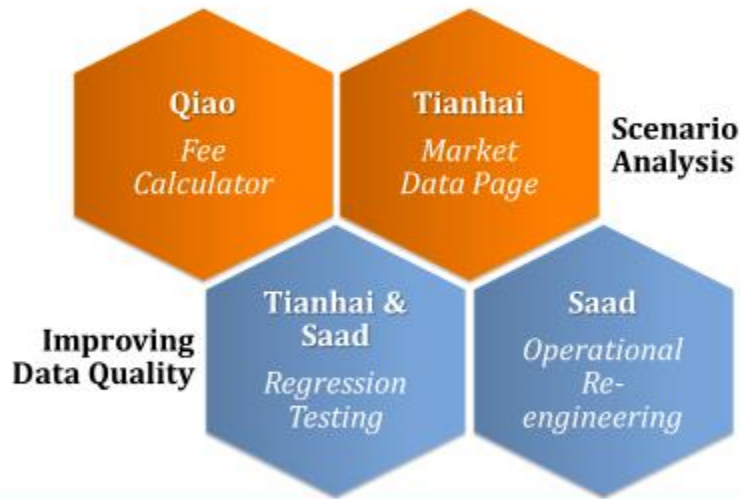 Qiao
Fee
Calculator
Tianhai
Market
Data Page
Scenario
Analysis
Improving
Data Quality
Tianhai &
Saad
Regression
Testing
Saad
Operational
Re-
engineering